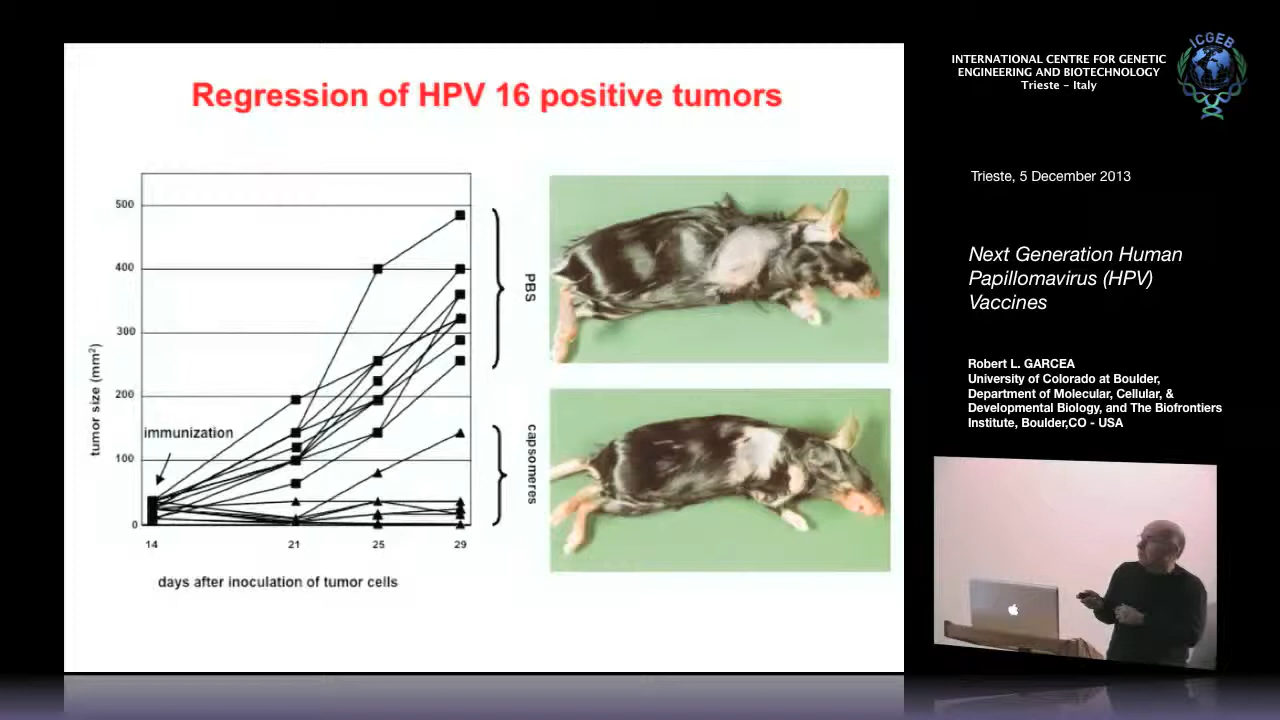 Regression of HPV 16 positive tumors
500
400
300
200
100
0
tumor size (mm²)
immunization
14
21
25
29
days after inoculation of tumor cells
PBS
capsomeres
ICGEB
INTERNATIONAL CENTRE FOR GENETIC
ENGINEERING AND BIOTECHNOLOGY
Trieste – Italy
Trieste, 5 December 2013
Next Generation Human
Papillomavirus (HPV)
Vaccines
Robert L. GARCEA
University of Colorado at Boulder,
Department of Molecular, Cellular, &
Developmental Biology, and The Biofrontiers
Institute, Boulder,CO - USA